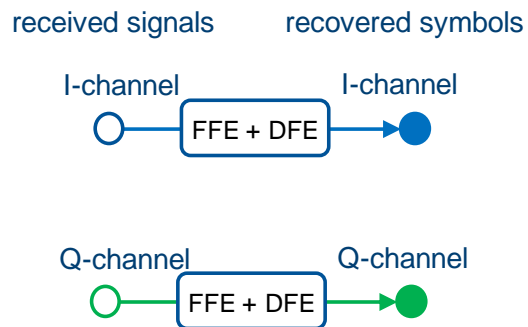 received signals recovered symbols
I-channel I-channel
FFE + DFE
Q-channel Q-channel
FFE + DFE